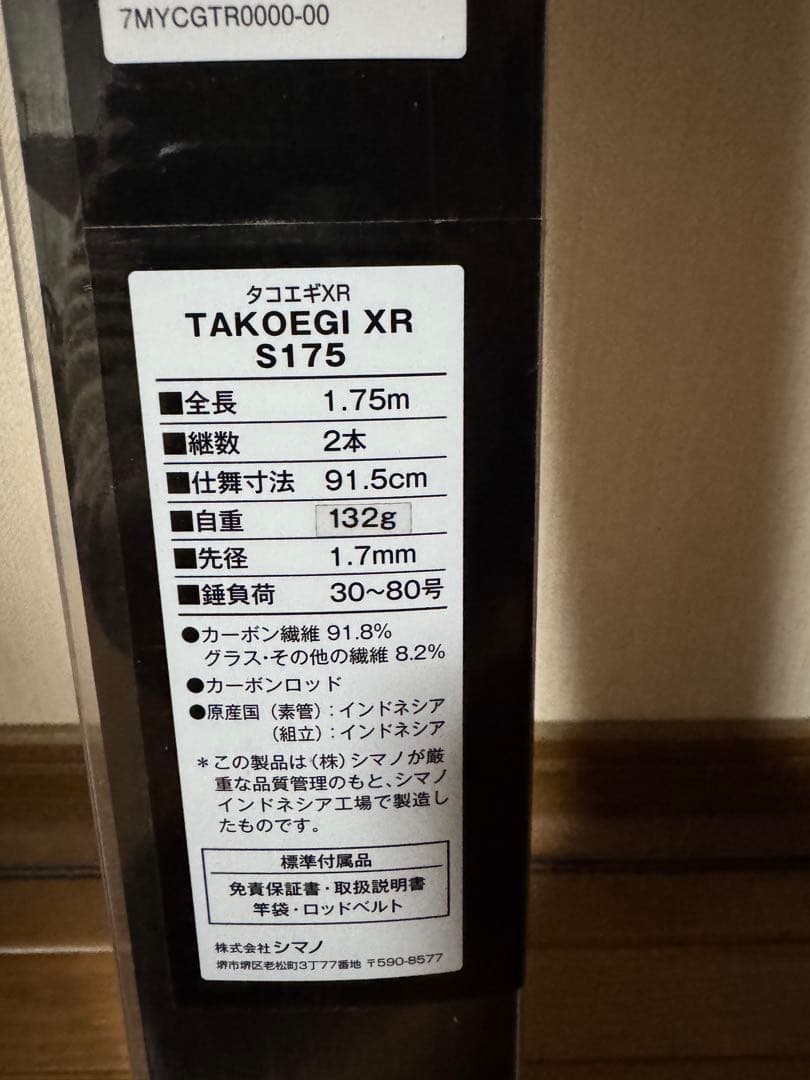 7MYCGTR0000-00
タコエギXR
TAKOEGI XR
S175
■全長 1.75m
■継数 2本
■仕舞寸法 91.5cm
■自重 132g
■先径 1.7mm
■錘負荷 30〜80号
●カーボン繊維 91.8%
グラス・その他の繊維 8.2%
●カーボンロッド
●原産国（素管）：インドネシア
（組立）：インドネシア
＊この製品は（株）シマノが厳
重な品質管理のもと、シマノ
インドネシア工場で製造し
たものです。
標準付属品
免責保証書・取扱説明書
竿袋・ロッドベルト
株式会社シマノ
堺市堺区老松町3丁77番地 〒590-8577